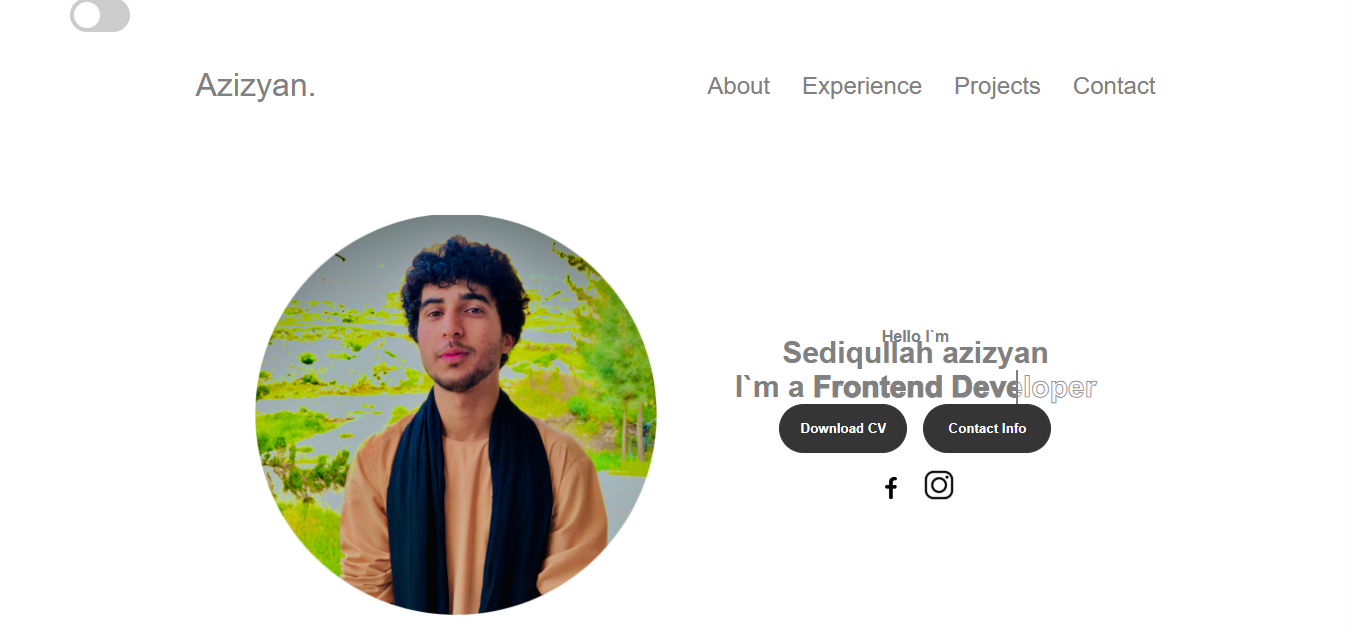 Azizyan.
About Experience Projects Contact
Hello I`m
Sediqullah azizyan
I`m a Frontend Developer
Download CV Contact Info